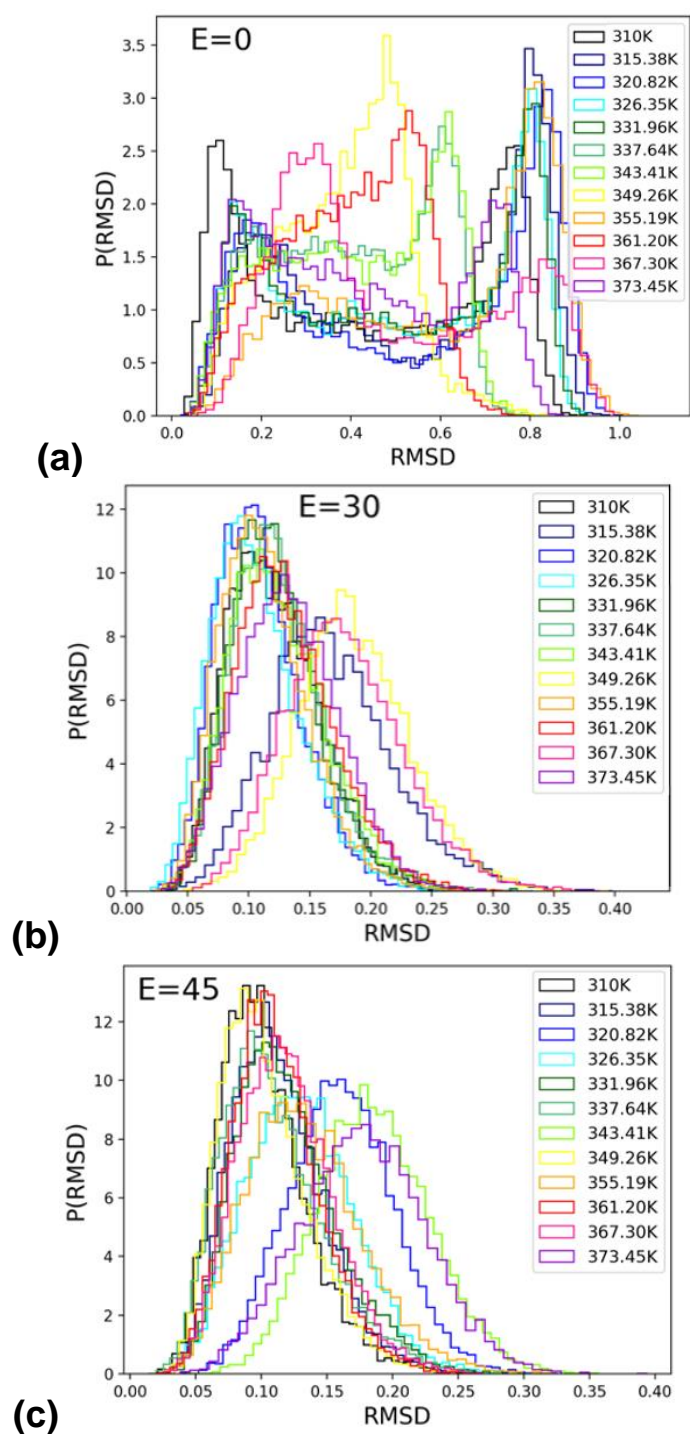 E=0
P(RMSD)
3.5
3.0
2.5
2.0
1.5
1.0
0.5
0.0
0.0 0.2 0.4 0.6 0.8 1.0
RMSD
310K
315.38K
320.82K
326.35K
331.96K
337.64K
343.41K
349.26K
355.19K
361.20K
367.30K
373.45K
(a)
E=30
P(RMSD)
12
10
8
6
4
2
0
0.00 0.05 0.10 0.15 0.20 0.25 0.30 0.35 0.40
RMSD
310K
315.38K
320.82K
326.35K
331.96K
337.64K
343.41K
349.26K
355.19K
361.20K
367.30K
373.45K
(b)
E=45
P(RMSD)
12
10
8
6
4
2
0
0.00 0.05 0.10 0.15 0.20 0.25 0.30 0.35 0.40
RMSD
310K
315.38K
320.82K
326.35K
331.96K
337.64K
343.41K
349.26K
355.19K
361.20K
367.30K
373.45K
(c)